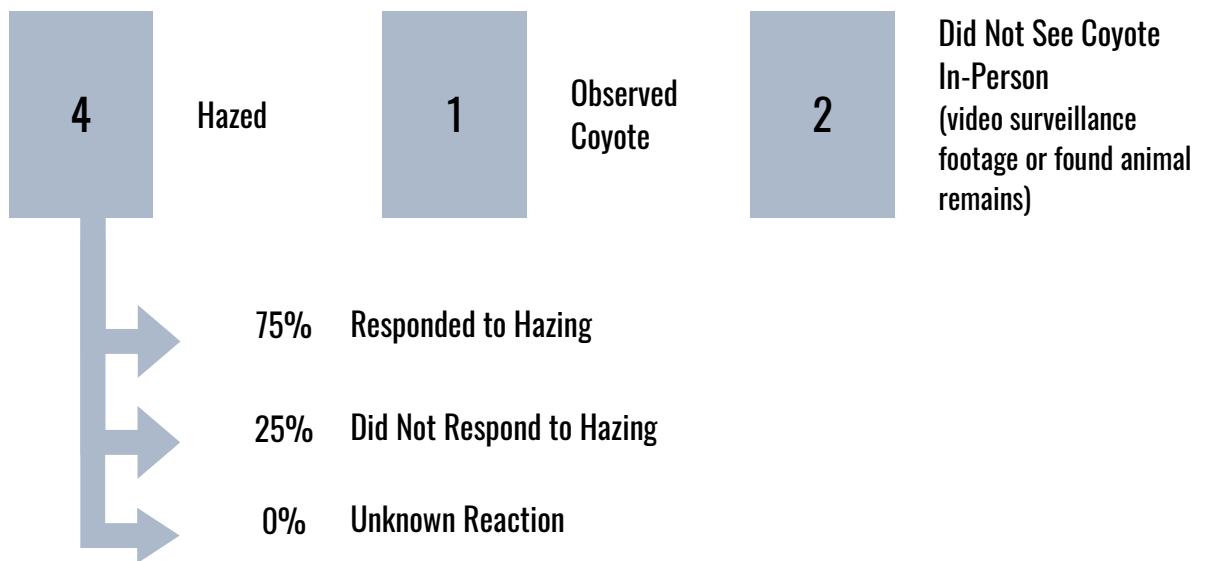 4
Hazed
1
Observed
Coyote
2
Did Not See Coyote
In-Person
(video surveillance
footage or found animal
remains)
75% Responded to Hazing
25% Did Not Respond to Hazing
0% Unknown Reaction